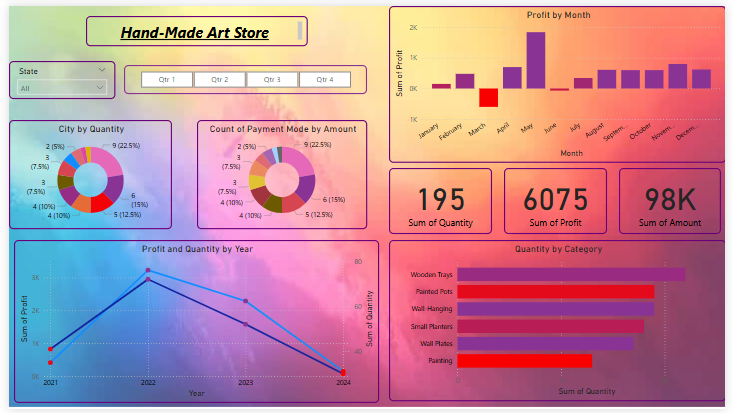 Hand-Made Art Store
State
All
Qtr 1 Qtr 2 Qtr 3 Qtr 4
Profit by Month
Sum of Profit
2K
1K
0K
1K
January February March April May June July August Septem... October Novem... Decem...
Month
City by Quantity
9 (22.5%)
6 (15%)
5 (12.5%)
4 (10%)
4 (10%)
3 (7.5%)
3 (7.5%)
2 (5%)
Count of Payment Mode by Amount
9 (22.5%)
6 (15%)
5 (12.5%)
4 (10%)
4 (10%)
3 (7.5%)
3 (7.5%)
2 (5%)
195
Sum of Quantity
6075
Sum of Profit
98K
Sum of Amount
Profit and Quantity by Year
Sum of Profit
3K
2K
1K
0K
80
60
40
Sum of Quantity
2021 2022 2023 2024
Year
Quantity by Category
Wooden Trays
Painted Pots
Wall Hanging
Small Planters
Wall Plates
Painting
0
Sum of Quantity